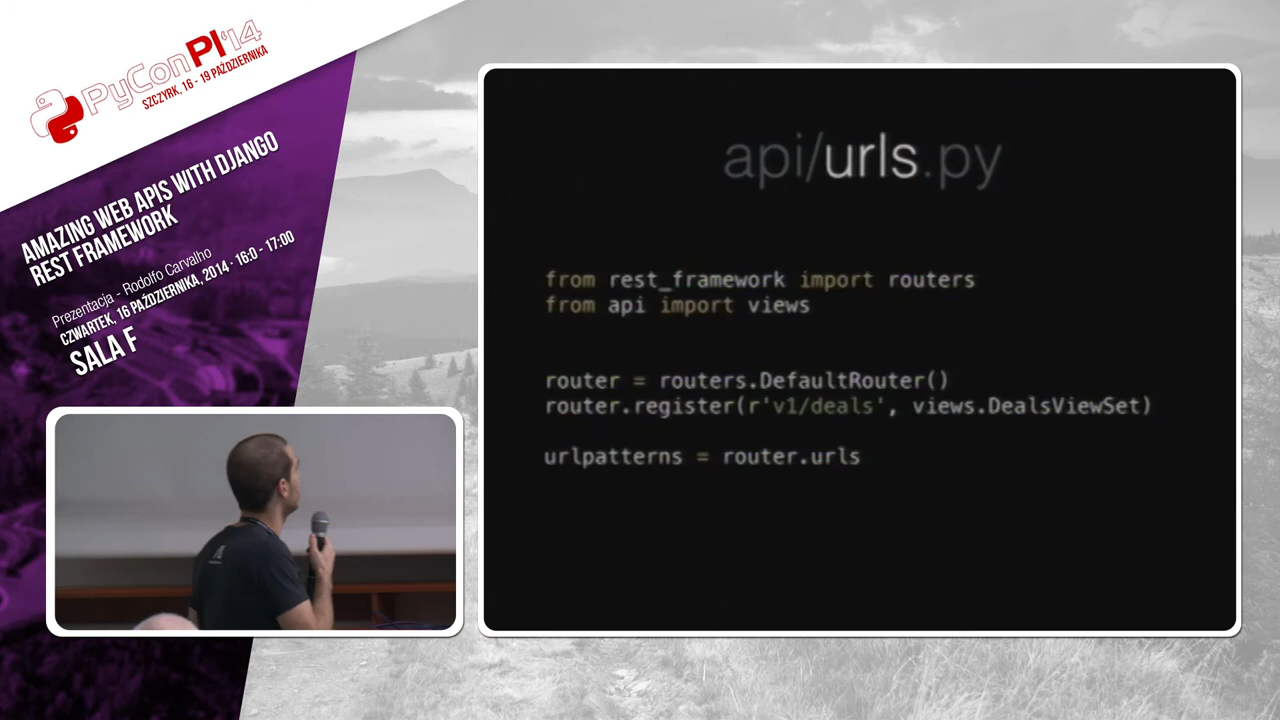 PyConPl'14
SZCZYRK, 16 - 19 PAŹDZIERNIKA
AMAZING WEB APIS WITH DJANGO
REST FRAMEWORK
Prezentacja - Rodolfo Carvalho
CZWARTEK, 16 PAŹDZIERNIKA, 2014 · 16:0 - 17:00
SALA F
api/urls.py
from rest_framework import routers
from api import views
router = routers.DefaultRouter()
router.register(r'v1/deals', views.DealsViewSet)
urlpatterns = router.urls